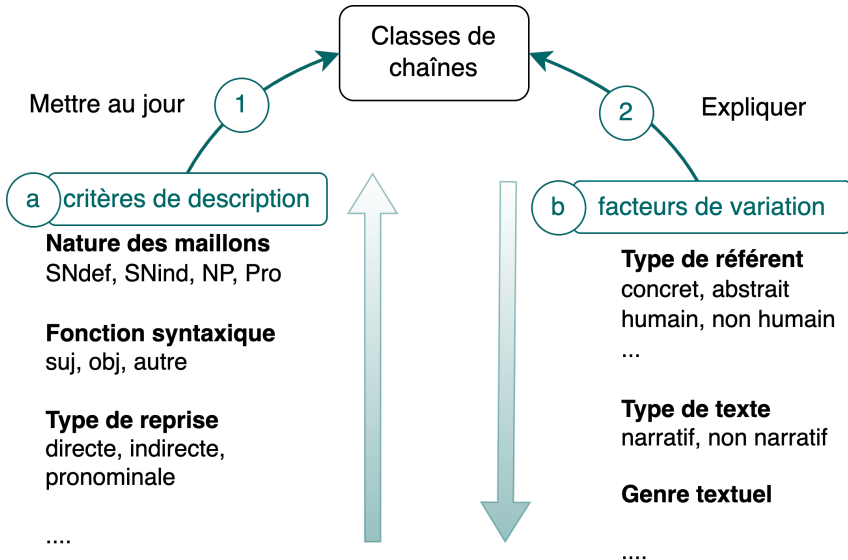 Classes de
chaînes
Mettre au jour
1
2
Expliquer
a
critères de description
Nature des maillons
SNdef, SNind, NP, Pro
Fonction syntaxique
suj, obj, autre
Type de reprise
directe, indirecte,
pronominale
....
b
facteurs de variation
Type de référent
concret, abstrait
humain, non humain
...
Type de texte
narratif, non narratif
Genre textuel
....